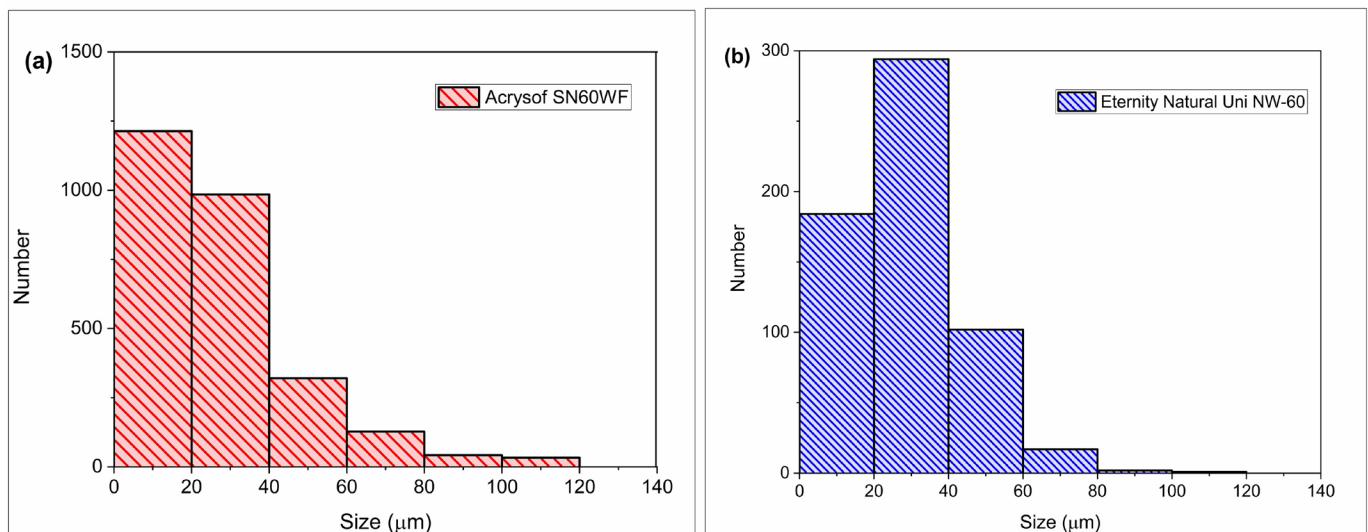 (a)
1500
1000
500
0
Number
Acrysof SN60WF
0 20 40 60 80 100 120 140
Size (μm)
(b)
300
200
100
0
Number
Eternity Natural Uni NW-60
0 20 40 60 80 100 120 140
Size (μm)